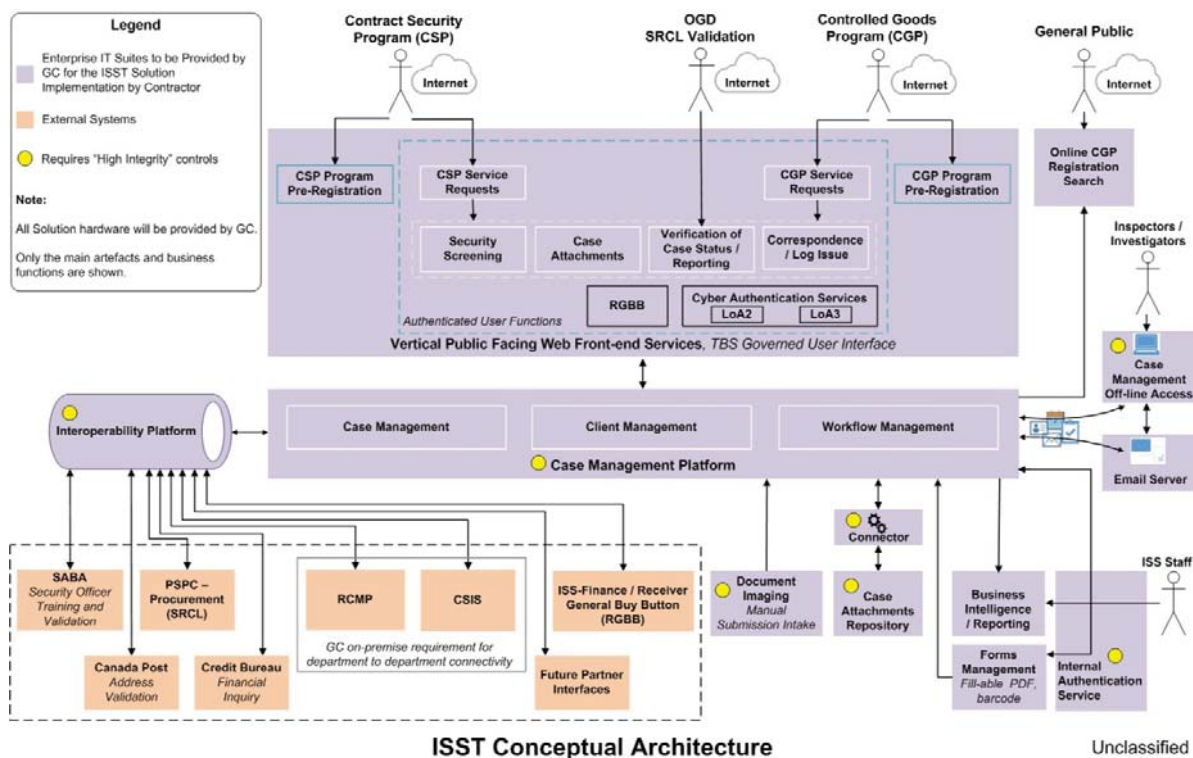 Legend
Enterprise IT Suites to be Provided by
GC for the ISST Solution
Implementation by Contractor
External Systems
Requires "High Integrity" controls
Note:
All Solution hardware will be provided by GC.
Only the main artefacts and business
functions are shown.
Contract Security
Program (CSP)
Internet
OGD
SRCL Validation
Internet
Controlled Goods
Program (CGP)
Internet
General Public
Internet
CSP Program
Pre-Registration
CSP Service
Requests
CGP Service
Requests
CGP Program
Pre-Registration
Online CGP
Registration
Search
Security
Screening
Case
Attachments
Verification of
Case Status /
Reporting
Correspondence
/ Log Issue
RGBB
Cyber Authentication Services
LoA2
LoA3
Authenticated User Functions
Vertical Public Facing Web Front-end Services, TBS Governed User Interface
Inspectors /
Investigators
Case
Management
Off-line Access
Email Server
Interoperability Platform
Case Management
Client Management
Workflow Management
Case Management Platform
SABA
Security Officer
Training and
Validation
PSPC –
Procurement
(SRCL)
RCMP
CSIS
GC on-premise requirement for
department to department connectivity
ISS-Finance / Receiver
General Buy Button
(RGBB)
Canada Post
Address
Validation
Credit Bureau
Financial
Inquiry
Future Partner
Interfaces
Document
Imaging
Manual
Submission Intake
Connector
Case
Attachments
Repository
Business
Intelligence
/ Reporting
Forms
Management
Fill-able PDF,
barcode
ISS Staff
Internal
Authentication
Service
ISST Conceptual Architecture
Unclassified